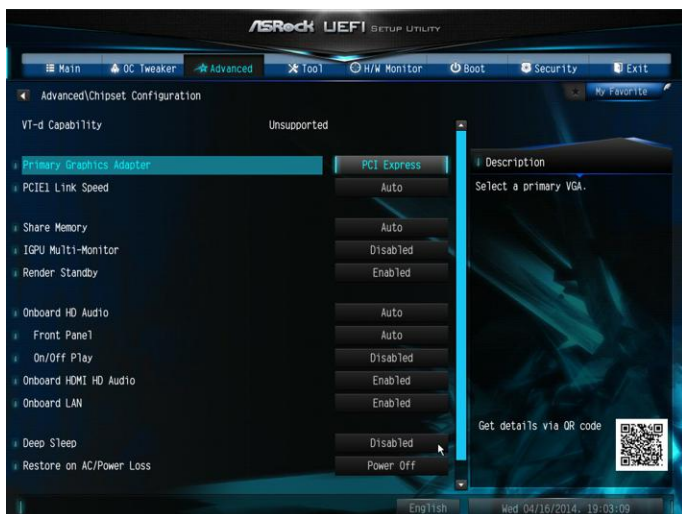 ASRock UEFI SETUP UTILITY
Main OC Tweaker Advanced Tool H/W Monitor Boot Security Exit
Advanced\Chipset Configuration
My Favorite
VT-d Capability Unsupported
Primary Graphics Adapter PCI Express
PCIE1 Link Speed Auto
Share Memory Auto
IGPU Multi-Monitor Disabled
Render Standby Enabled
Onboard HD Audio Auto
Front Panel Auto
On/Off Play Disabled
Onboard HDMI HD Audio Enabled
Onboard LAN Enabled
Deep Sleep Disabled
Restore on AC/Power Loss Power Off
Description
Select a primary VGA.
Get details via QR code
English Wed 04/16/2014, 19:03:09